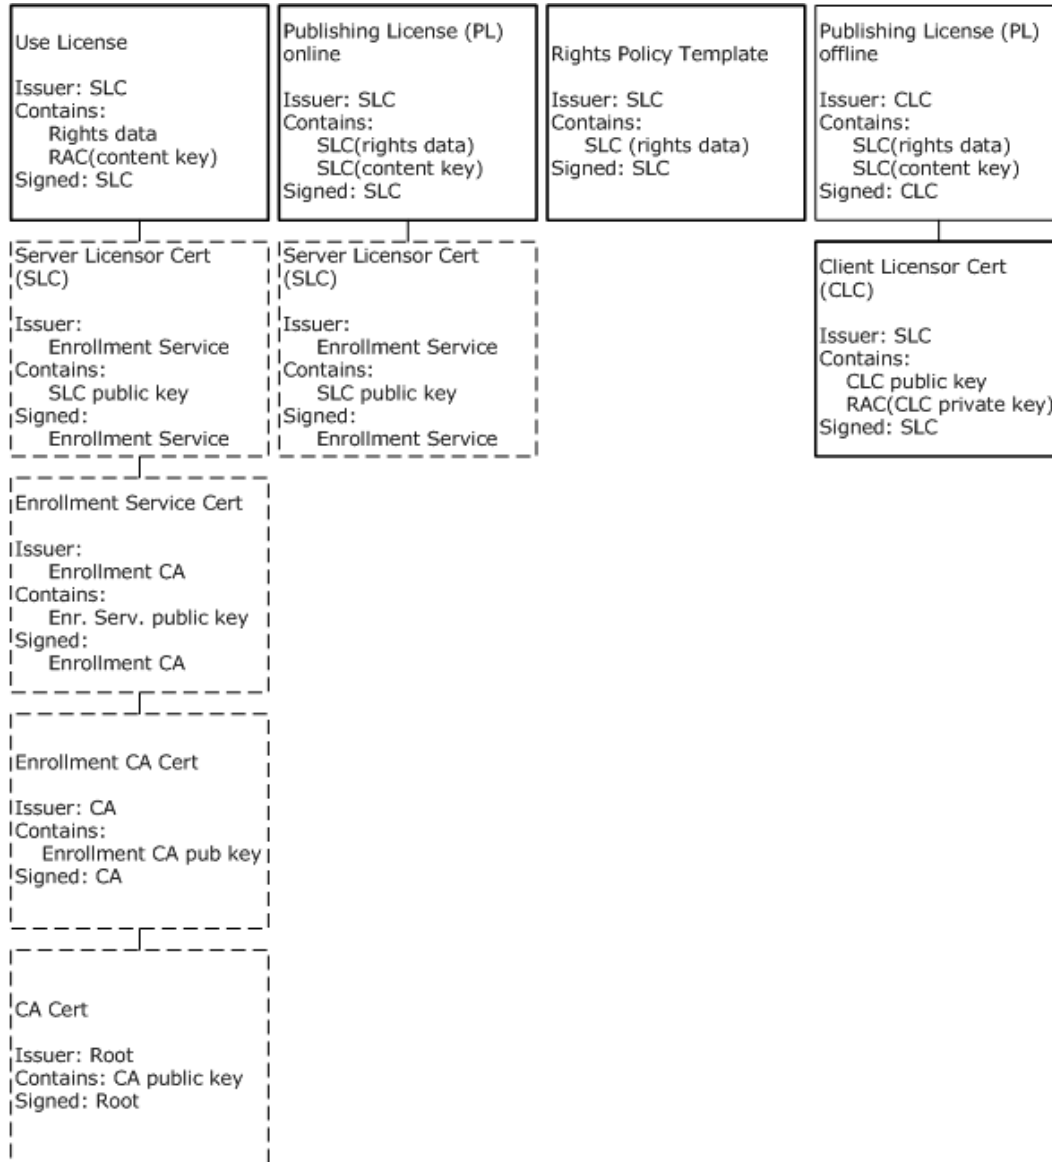 Use License
Issuer: SLC
Contains:
Rights data
RAC(content key)
Signed: SLC
Publishing License (PL)
online
Issuer: SLC
Contains:
SLC(rights data)
SLC(content key)
Signed: SLC
Rights Policy Template
Issuer: SLC
Contains:
SLC (rights data)
Signed: SLC
Publishing License (PL)
offline
Issuer: CLC
Contains:
SLC(rights data)
SLC(content key)
Signed: CLC
Server Licensor Cert
(SLC)
Issuer:
Enrollment Service
Contains:
SLC public key
Signed:
Enrollment Service
Server Licensor Cert
(SLC)
Issuer:
Enrollment Service
Contains:
SLC public key
Signed:
Enrollment Service
Client Licensor Cert
(CLC)
Issuer: SLC
Contains:
CLC public key
RAC(CLC private key)
Signed: SLC
Enrollment Service Cert
Issuer:
Enrollment CA
Contains:
Enr. Serv. public key
Signed:
Enrollment CA
Enrollment CA Cert
Issuer: CA
Contains:
Enrollment CA pub key
Signed: CA
CA Cert
Issuer: Root
Contains: CA public key
Signed: Root